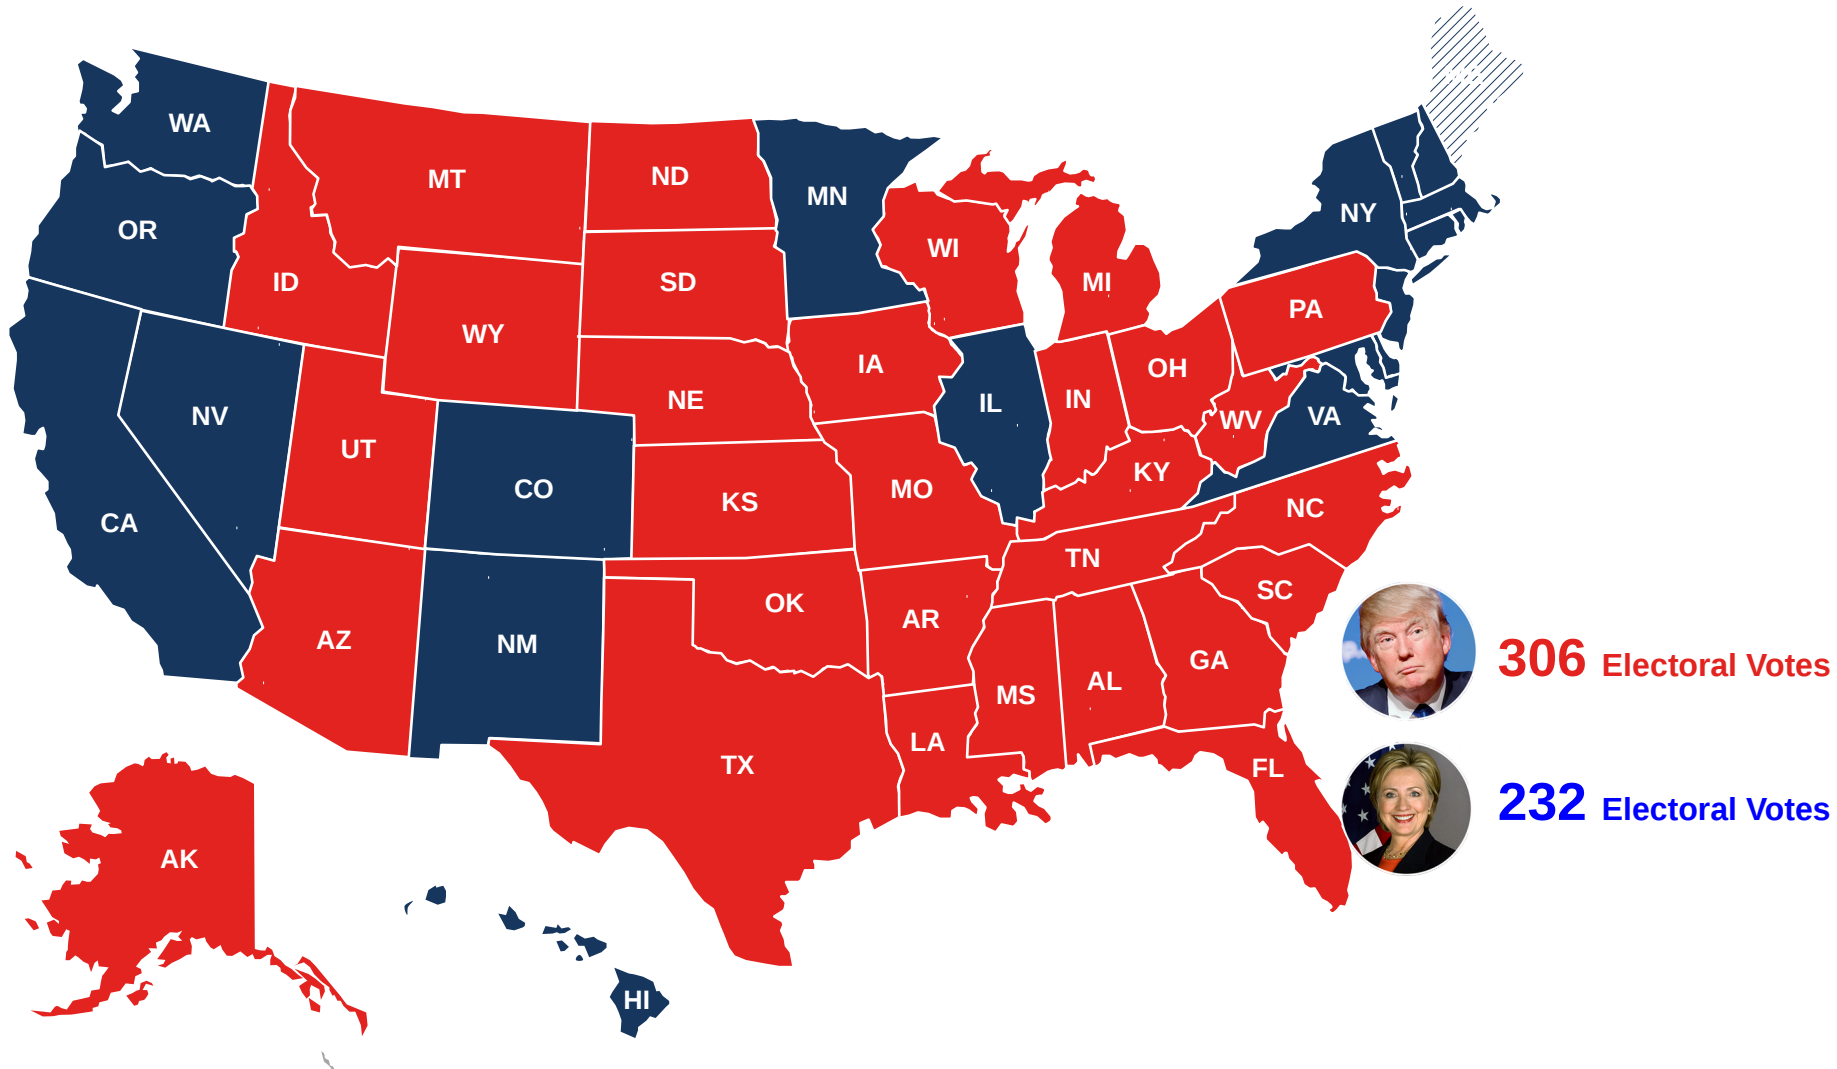 WA
MT
ND
MN
OR
ID
SD
WI
MI
NY
WY
PA
IA
OH
NE
IL
IN
NV
UT
CO
WV
VA
KS
MO
KY
CA
NC
TN
OK
AR
SC
AZ
NM
GA
MS
AL
306 Electoral Votes
LA
TX
FL
232 Electoral Votes
AK
HI